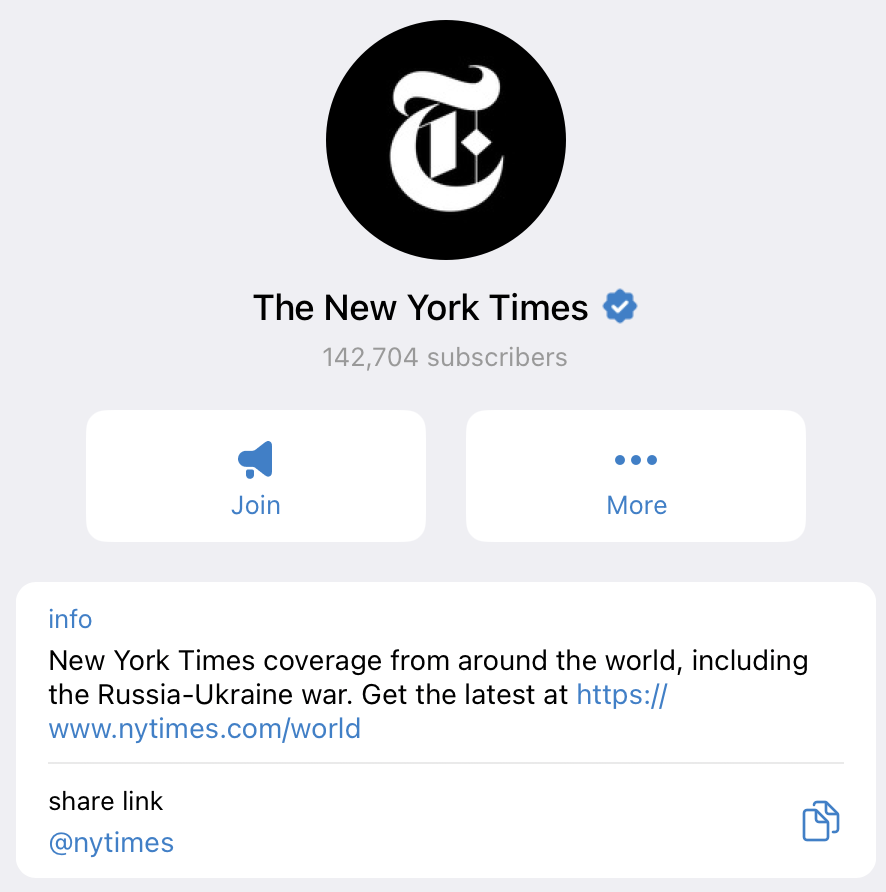 The New York Times
142,704 subscribers
Join
More
info
New York Times coverage from around the world, including
the Russia-Ukraine war. Get the latest at https://
www.nytimes.com/world
share link
@nytimes